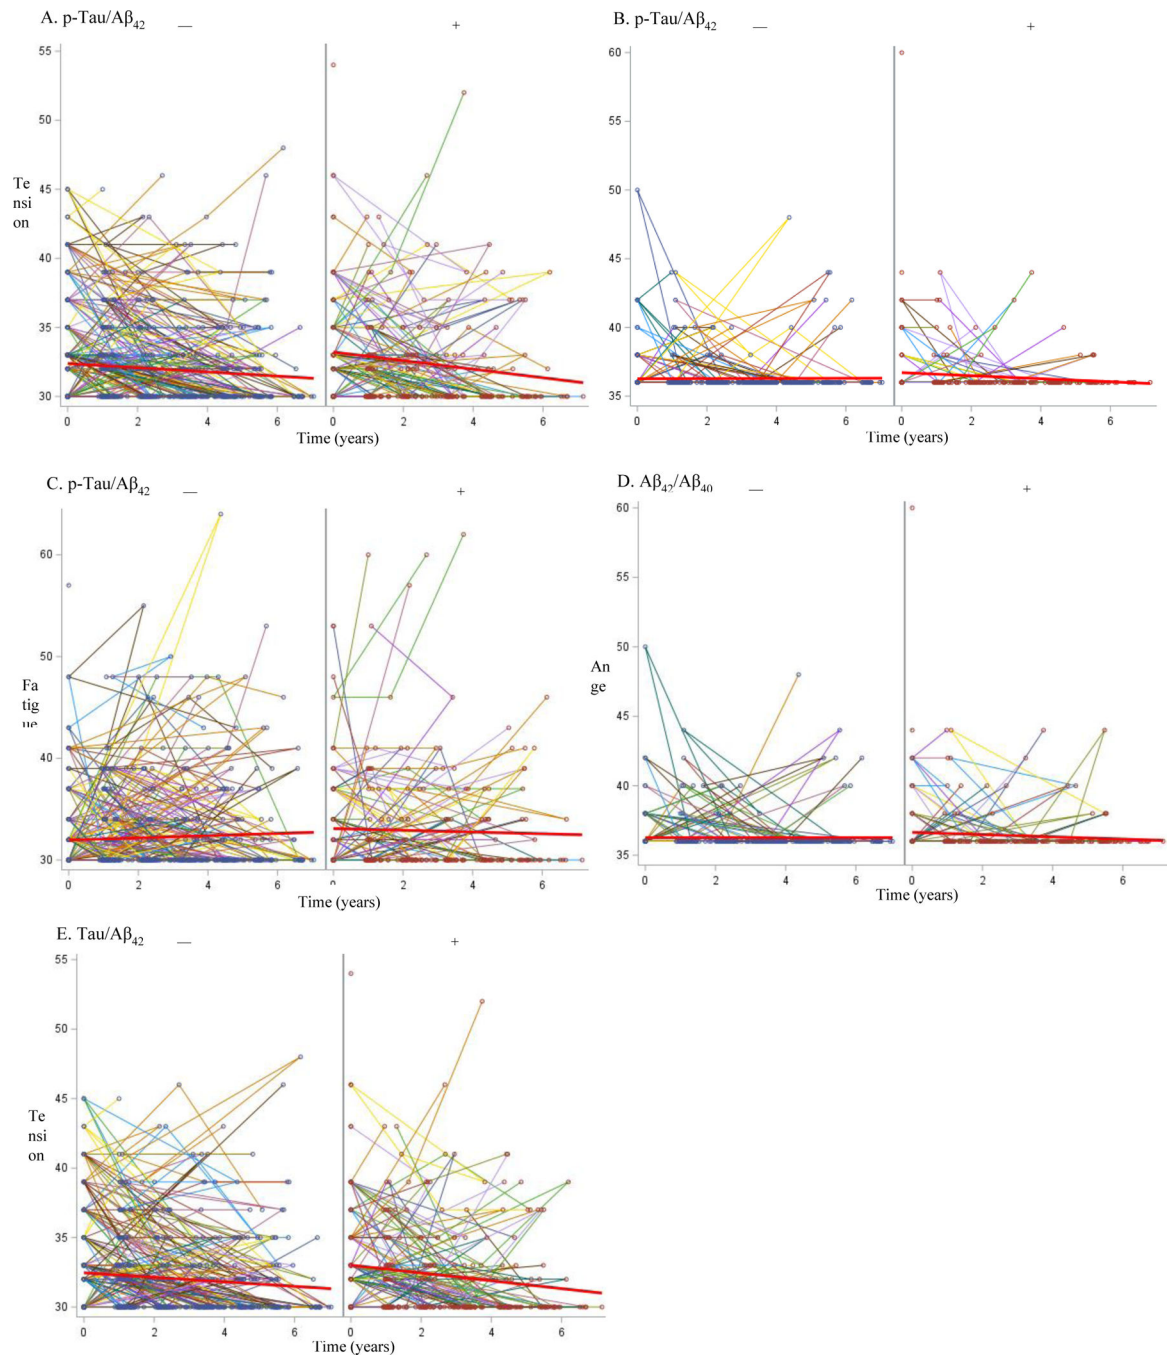 A. p-Tau/Aβ₄₂
— +
55
50
45
40
35
30
Te
nsi
on
0 2 4 6 0 2 4 6
Time (years)
B. p-Tau/Aβ₄₂
— +
60
55
50
45
40
35
0 2 4 6 0 2 4 6
Time (years)
C. p-Tau/Aβ₄₂
— +
60
50
40
30
Fa
tig
ue
0 2 4 6 0 2 4 6
Time (years)
D. Aβ₄₂/Aβ₄₀
— +
60
55
50
45
40
35
An
ge
0 2 4 6 0 2 4 6
Time (years)
E. Tau/Aβ₄₂
— +
55
50
45
40
35
30
Te
nsi
on
0 2 4 6 0 2 4 6
Time (years)